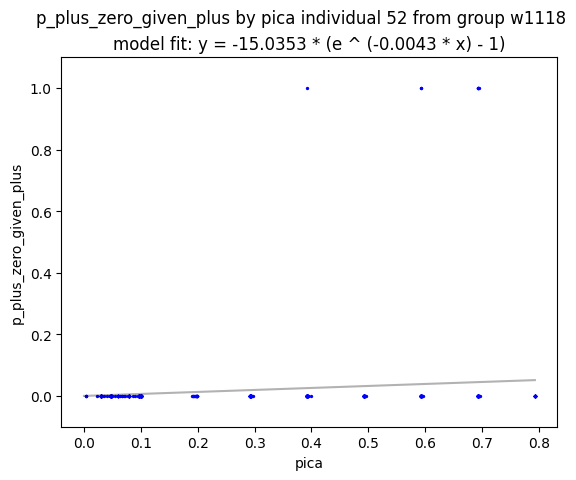 p_plus_zero_given_plus by pica individual 52 from group w1118
model fit: y = -15.0353 * (e ^ (-0.0043 * x) - 1)
p_plus_zero_given_plus
1.0
0.8
0.6
0.4
0.2
0.0
0.0 0.1 0.2 0.3 0.4 0.5 0.6 0.7 0.8
pica